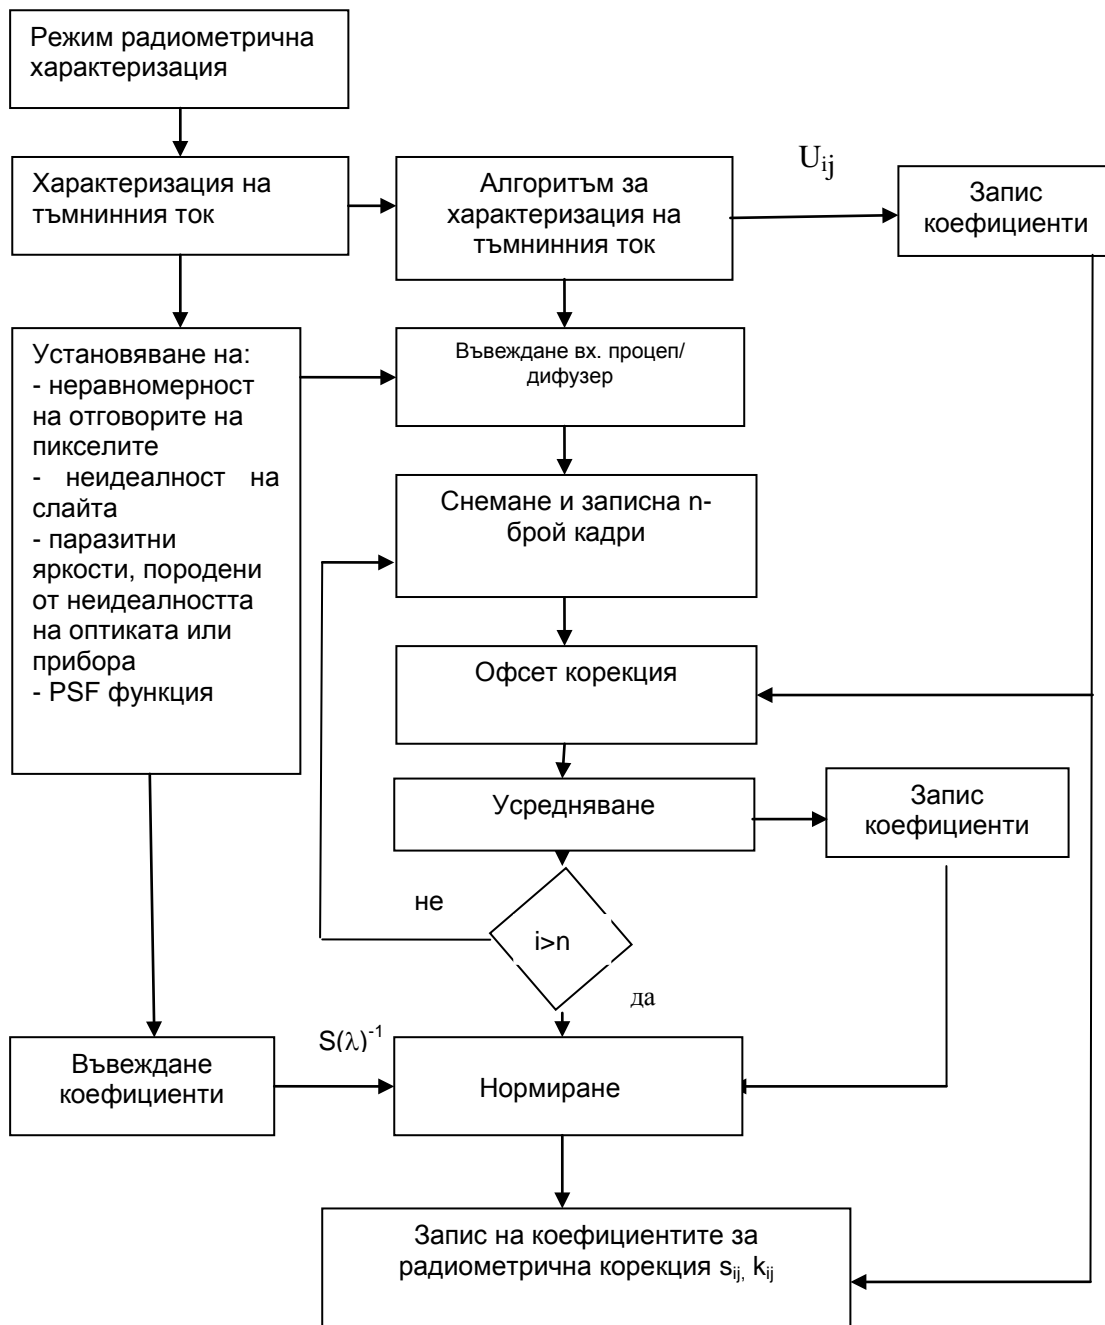 Режим радиометрична
характеризация
Характеризация на
тъмнинния ток
Алгоритъм за
характеризация на
тъмнинния ток
U_ij
Запис
коефициенти
Установяване на:
- неравномерност
на отговорите на
пикселите
- неидеалност на
слайта
- паразитни
яркости, породени
от неидеалността
на оптиката или
прибора
- PSF функция
Въвеждане вх. процеп/
дифузер
Снемане и записна n-
брой кадри
Офсет корекция
Усредняване
Запис
коефициенти
не
i>n
да
S(λ)^-1
Въвеждане
коефициенти
Нормиране
Запис на коефициентите за
радиометрична корекция s_ij, k_ij